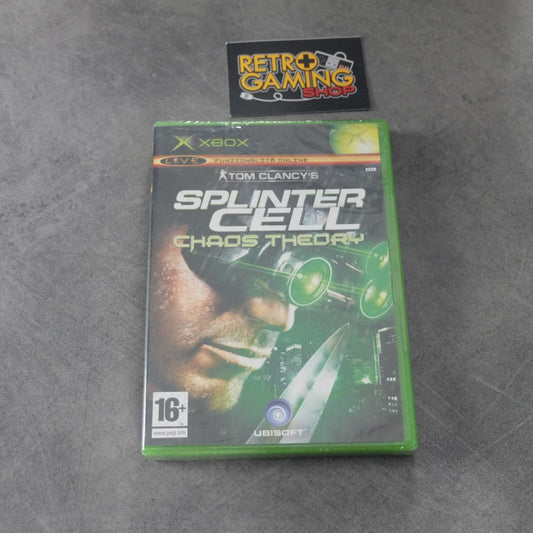 RETRO
GAMING
SHOP
XBOX
LIVE FUNZIONALITÀ ONLINE
TOM CLANCY'S
SPLINTER
CELL
CHAOS THEORY
16+
www.pegi.info
UBISOFT